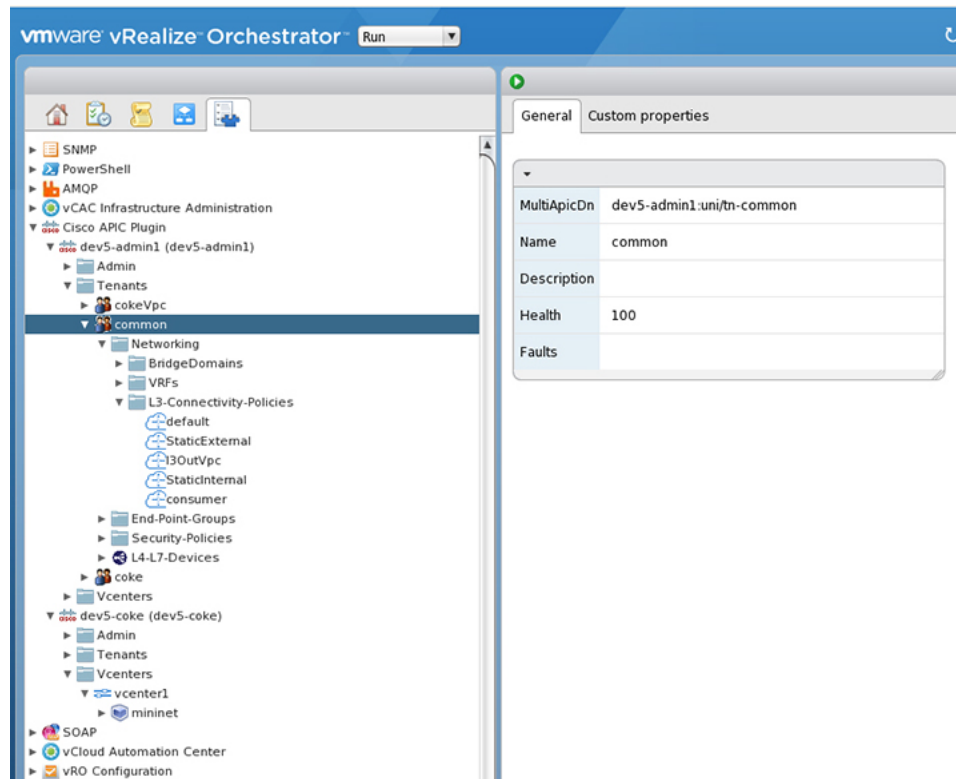 vmware vRealize™ Orchestrator™ Run
General Custom properties
SNMP
PowerShell
AMQP
vCAC Infrastructure Administration
Cisco APIC Plugin
dev5-admin1 (dev5-admin1)
Admin
Tenants
cokeVpc
common
Networking
BridgeDomains
VRFs
L3-Connectivity-Policies
default
StaticExternal
l3OutVpc
StaticInternal
consumer
End-Point-Groups
Security-Policies
L4-L7-Devices
coke
Vcenters
dev5-coke (dev5-coke)
Admin
Tenants
Vcenters
vcenter1
mininet
SOAP
vCloud Automation Center
vRO Configuration
MultiApicDn dev5-admin1:uni/tn-common
Name common
Description
Health 100
Faults